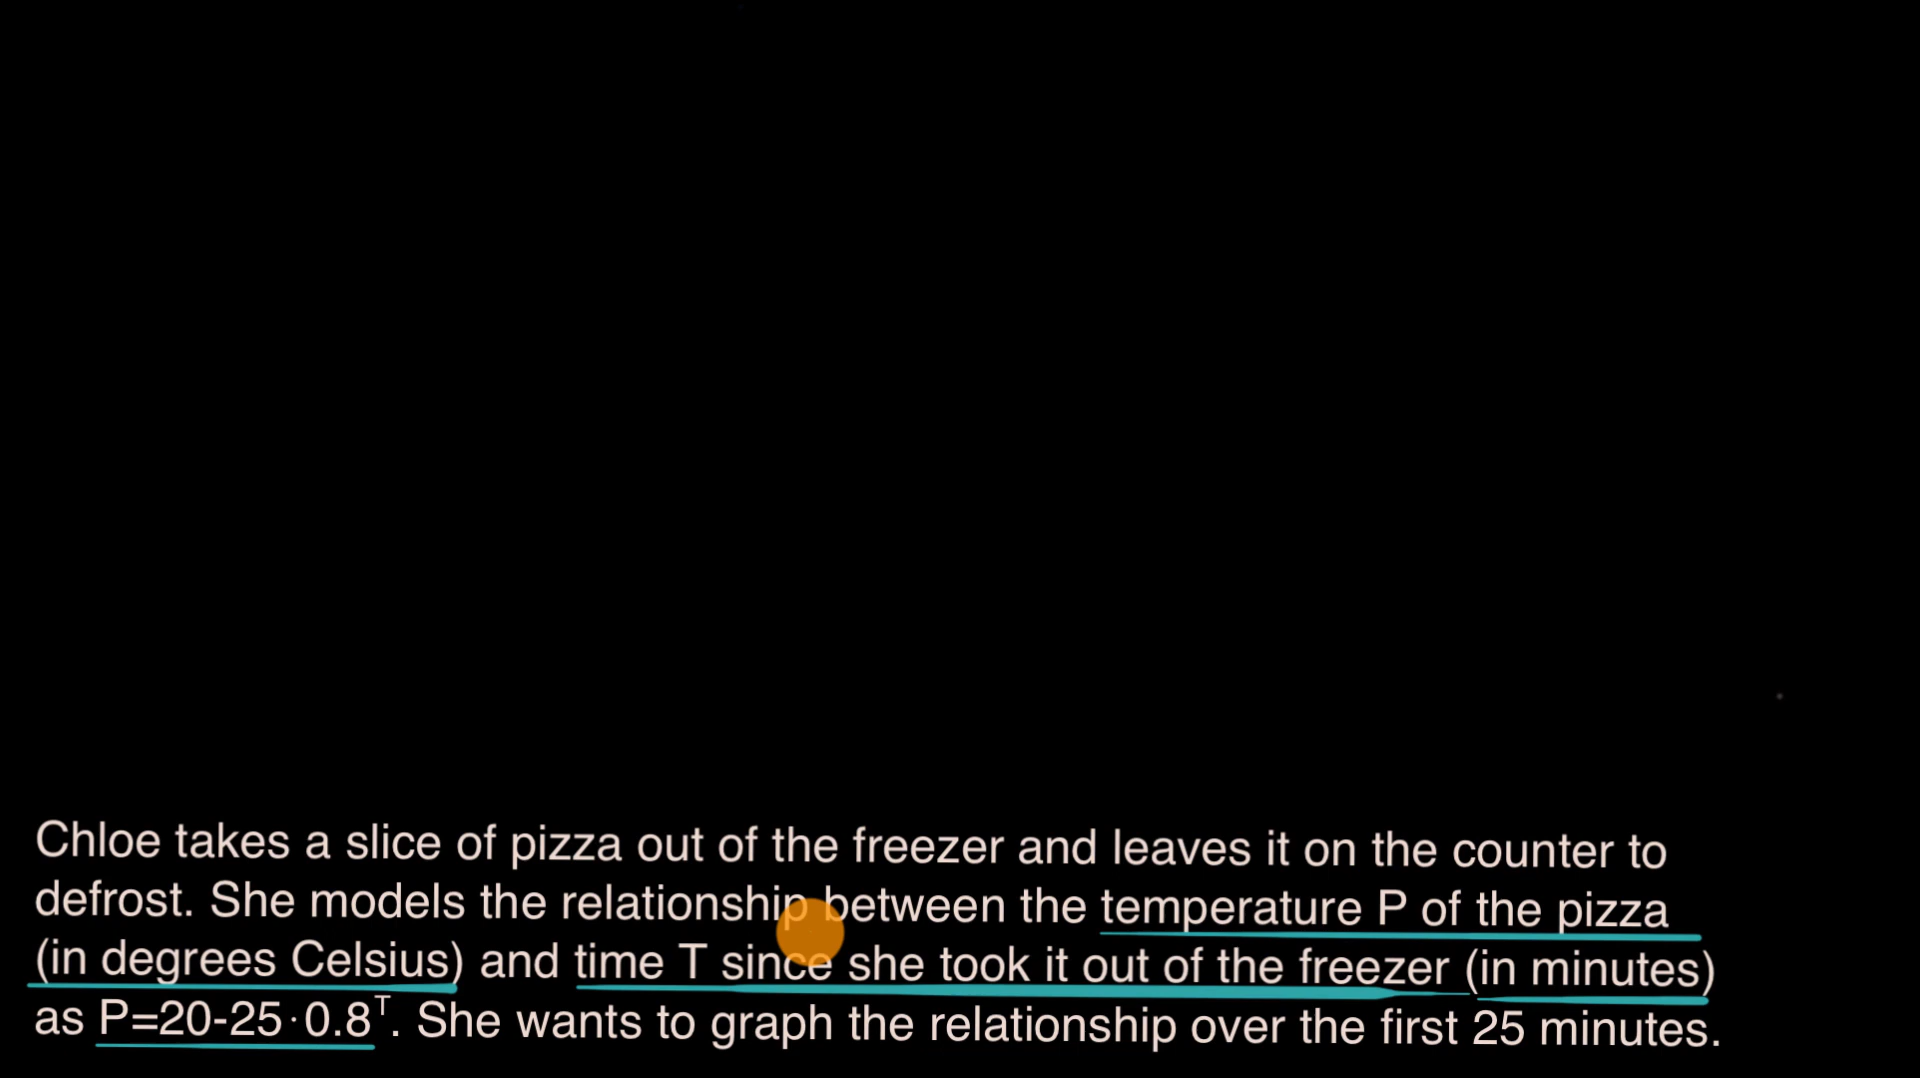 Chloe takes a slice of pizza out of the freezer and leaves it on the counter to
defrost. She models the relationship between the temperature P of the pizza
(in degrees Celsius) and time T since she took it out of the freezer (in minutes)
as P=20-25·0.8ᵀ. She wants to graph the relationship over the first 25 minutes.